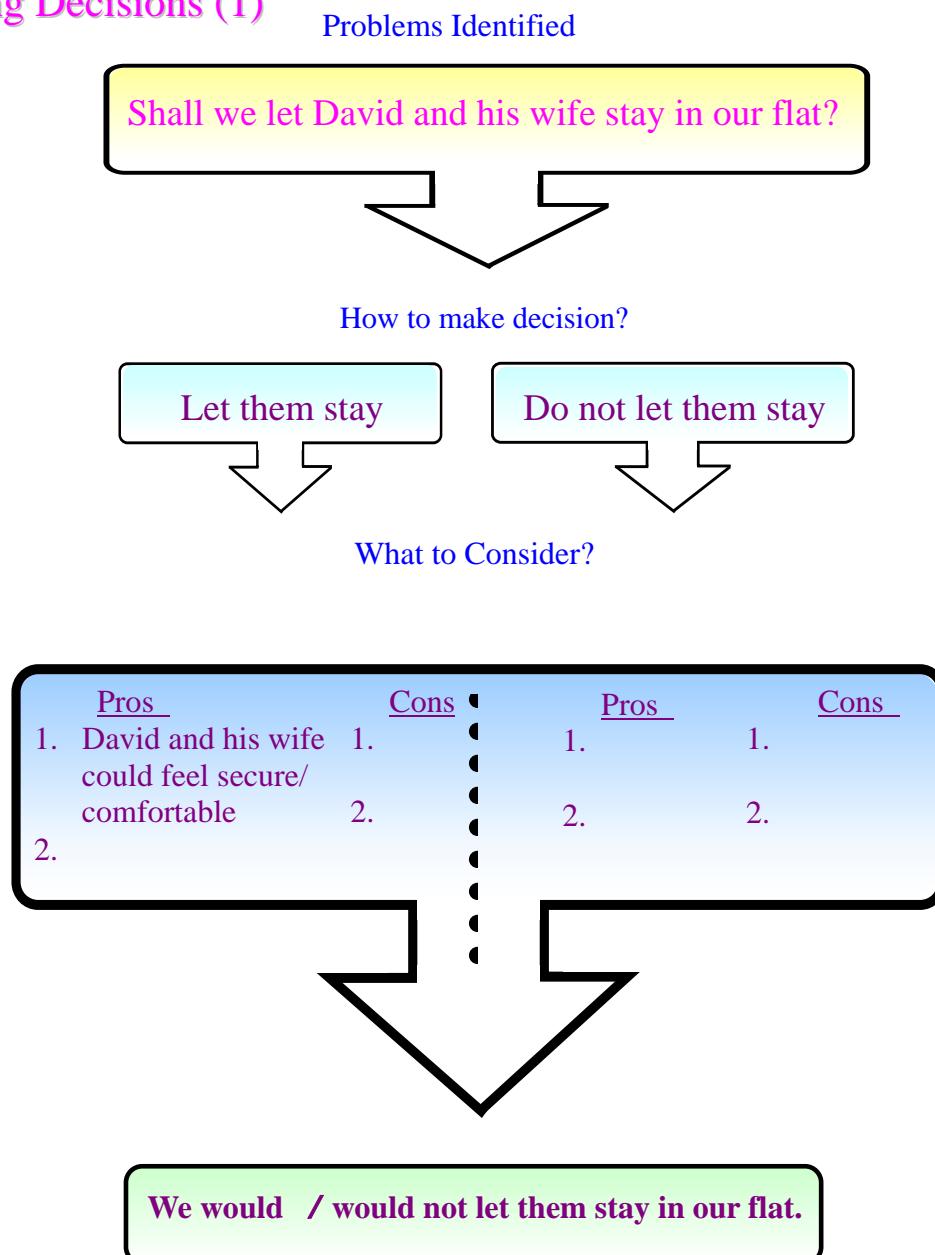 ng Decisions (1)
Problems Identified
Shall we let David and his wife stay in our flat?
How to make decision?
Let them stay
Do not let them stay
What to Consider?
Pros
1. David and his wife
could feel secure/
comfortable
2.
Cons
1.
2.
Pros
1.
2.
Cons
1.
2.
We would / would not let them stay in our flat.